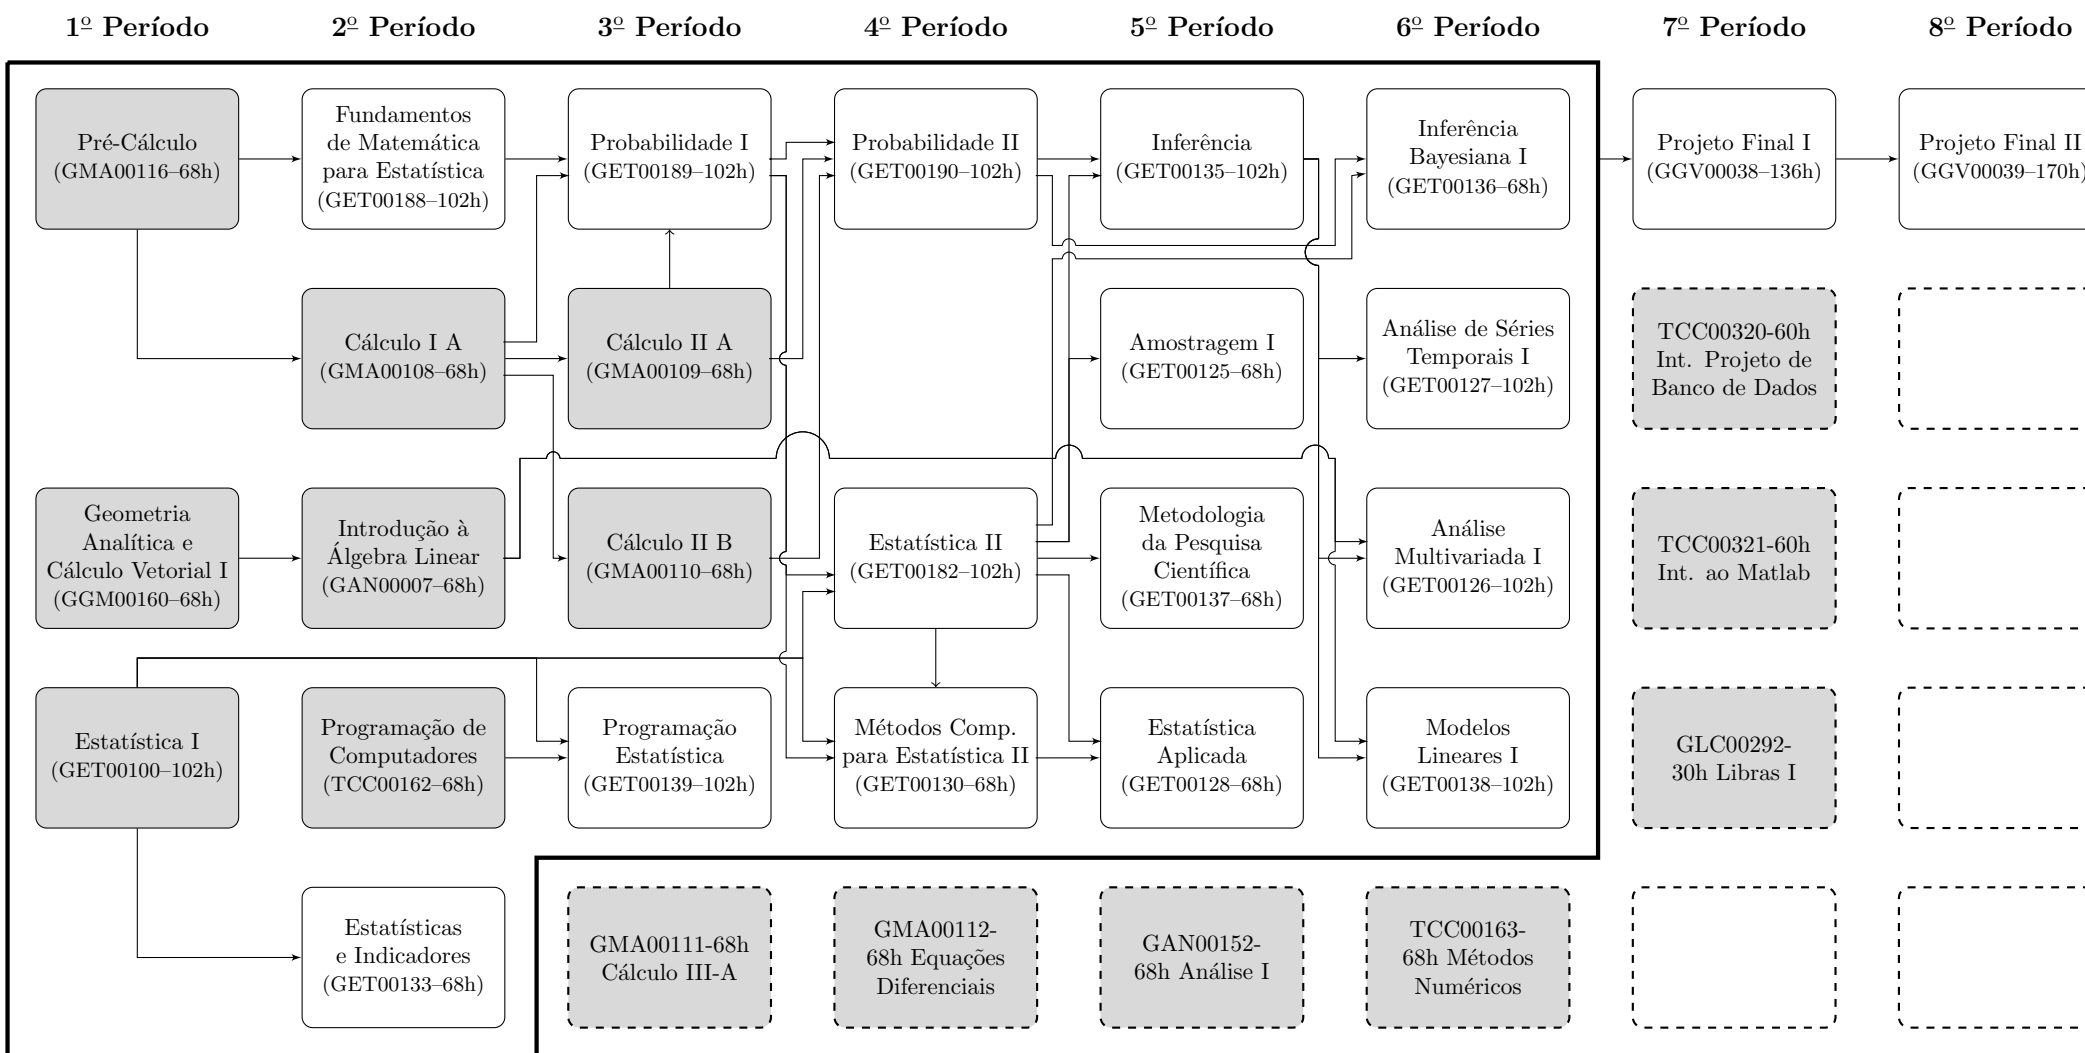 1º Período
2º Período
3º Período
4º Período
5º Período
6º Período
7º Período
8º Período
Pré-Cálculo
(GMA00116–68h)
Fundamentos
de Matemática
para Estatística
(GET00188–102h)
Probabilidade I
(GET00189–102h)
Probabilidade II
(GET00190–102h)
Inferência
(GET00135–102h)
Inferência
Bayesiana I
(GET00136–68h)
Projeto Final I
(GGV00038–136h)
Projeto Final II
(GGV00039–170h)
Cálculo I A
(GMA00108–68h)
Cálculo II A
(GMA00109–68h)
Amostragem I
(GET00125–68h)
Análise de Séries
Temporais I
(GET00127–102h)
TCC00320-60h
Int. Projeto de
Banco de Dados
Geometria
Analítica e
Cálculo Vetorial I
(GGM00160–68h)
Introdução à
Álgebra Linear
(GAN00007–68h)
Cálculo II B
(GMA00110–68h)
Estatística II
(GET00182–102h)
Metodologia
da Pesquisa
Científica
(GET00137–68h)
Análise
Multivariada I
(GET00126–102h)
TCC00321-60h
Int. ao Matlab
Estatística I
(GET00100–102h)
Programação de
Computadores
(TCC00162–68h)
Programação
Estatística
(GET00139–102h)
Métodos Comp.
para Estatística II
(GET00130–68h)
Estatística
Aplicada
(GET00128–68h)
Modelos
Lineares I
(GET00138–102h)
GLC00292-
30h Libras I
Estatísticas
e Indicadores
(GET00133–68h)
GMA00111-68h
Cálculo III-A
GMA00112-
68h Equações
Diferenciais
GAN00152-
68h Análise I
TCC00163-
68h Métodos
Numéricos